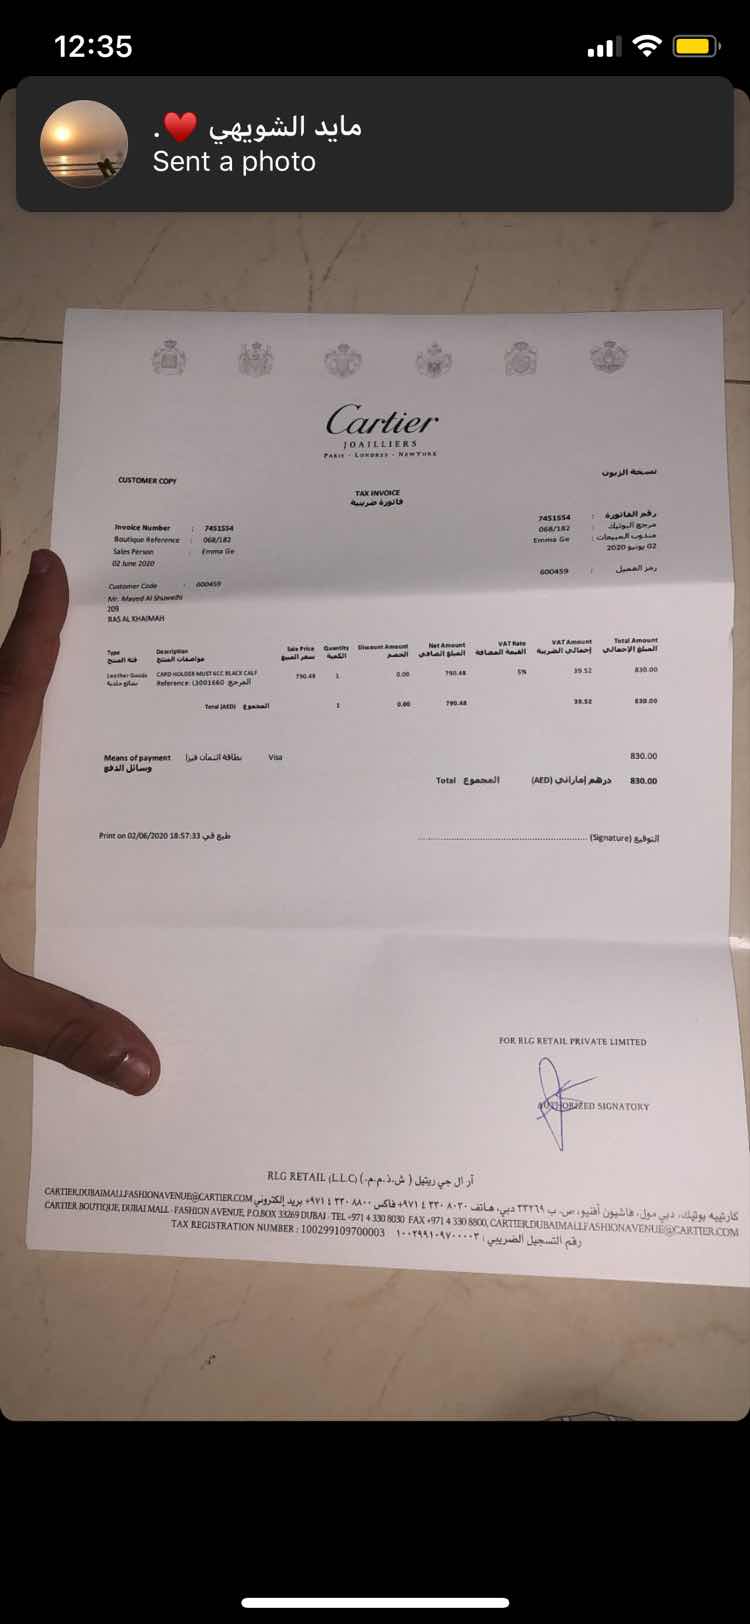 12:35
مايد الشويهي ♥️.
Sent a photo
Cartier
JOAILLIERS
PARIS - LONDRES - NEW YORK
CUSTOMER COPY نسخة الزبون
TAX INVOICE
فاتورة ضريبية
Invoice Number : 7451554 7451554 : رقم الفاتورة
Boutique Reference : 068/182 068/182 : مرجع البوتيك
Sales Person : Emma Ge Emma Ge : مندوب المبيعات
02 June 2020 02 يونيو 2020
Customer Code : 600459 600459 : رمز العميل
Mr. Mayed Al Shuweihi
209
RAS AL KHAIMAH
Type Description Sale Price Quantity Discount Amount Net Amount VAT Rate VAT Amount Total Amount
فئة المنتج مواصفات المنتج سعر المبيع الكمية الخصم المبلغ الصافي القيمة المضافة إجمالي الضريبة المبلغ الإجمالي
Leather Goods CARD HOLDER MUST 6CC BLACK CALF 790.48 1 0.00 790.48 5% 39.52 830.00
بضائع جلدية Reference: L3001660 المرجع
Total (AED) المجموع 1 0.00 790.48 39.52 830.00
Means of payment بطاقة ائتمان فيزا Visa 830.00
وسائل الدفع
Total المجموع (AED) درهم إماراتي 830.00
Print on 02/06/2020 18:57:33 طبع في (Signature) التوقيع
FOR RLG RETAIL PRIVATE LIMITED
AUTHORIZED SIGNATORY
RLG RETAIL (L.L.C) (.ش.ذ.م.م) آر ال جي ريتيل
كارتييه بوتيك، دبي مول، فاشيون أفنيو، ص.ب ٣٣٢٦٩ دبي، هاتف ٨٠٣٠ ٣٣٠ ٤ ٩٧١+ فاكس ٨٨٠٠ ٣٣٠ ٤ ٩٧١+ بريد إلكتروني CARTIER.DUBAIMALLFASHIONAVENUE@CARTIER.COM
CARTIER BOUTIQUE, DUBAI MALL - FASHION AVENUE, P.O.BOX 33269 DUBAI - TEL +971 4 330 8030 FAX +971 4 330 8800, CARTIER.DUBAIMALLFASHIONAVENUE@CARTIER.COM
TAX REGISTRATION NUMBER : 100299109700003 رقم التسجيل الضريبي : ١٠٠٢٩٩١٠٩٧٠٠٠٠٣